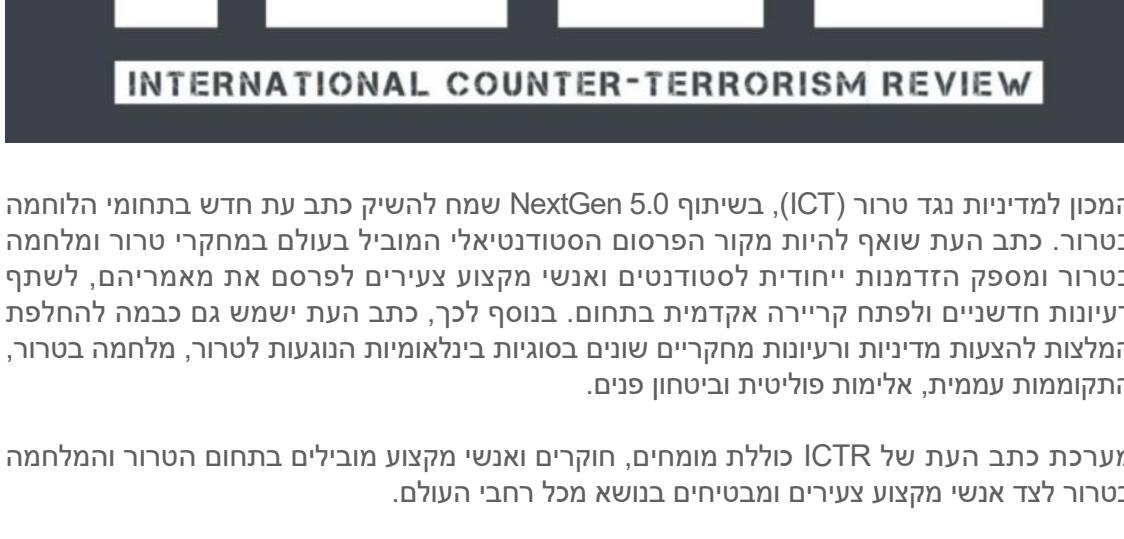 INTERNATIONAL COUNTER-TERRORISM REVIEW
המכון למדיניות נגד טרור (ICT), בשיתוף NextGen 5.0 שמח להשיק כתב עת חדש בתחומי הלוחמה
בטרור. כתב העת שואף להיות מקור הפרסום הסטודנטיאלי המוביל בעולם במחקרי טרור ומלחמה
בטרור ומספק הזדמנות ייחודית לסטודנטים ואנשי מקצוע צעירים לפרסם את מאמריהם, לשתף
רעיונות חדשניים ולפתח קריירה אקדמית בתחום. בנוסף לכך, כתב העת ישמש גם כבמה להחלפת
המלצות להצעות מדיניות ורעיונות מחקריים שונים בסוגיות בינלאומיות הנוגעות לטרור, מלחמה בטרור,
התקוממות עממית, אלימות פוליטית וביטחון פנים.
מערכת כתב העת של ICTR כוללת מומחים, חוקרים ואנשי מקצוע מובילים בתחום הטרור והמלחמה
בטרור לצד אנשי מקצוע צעירים ומבטיחים בנושא מכל רחבי העולם.